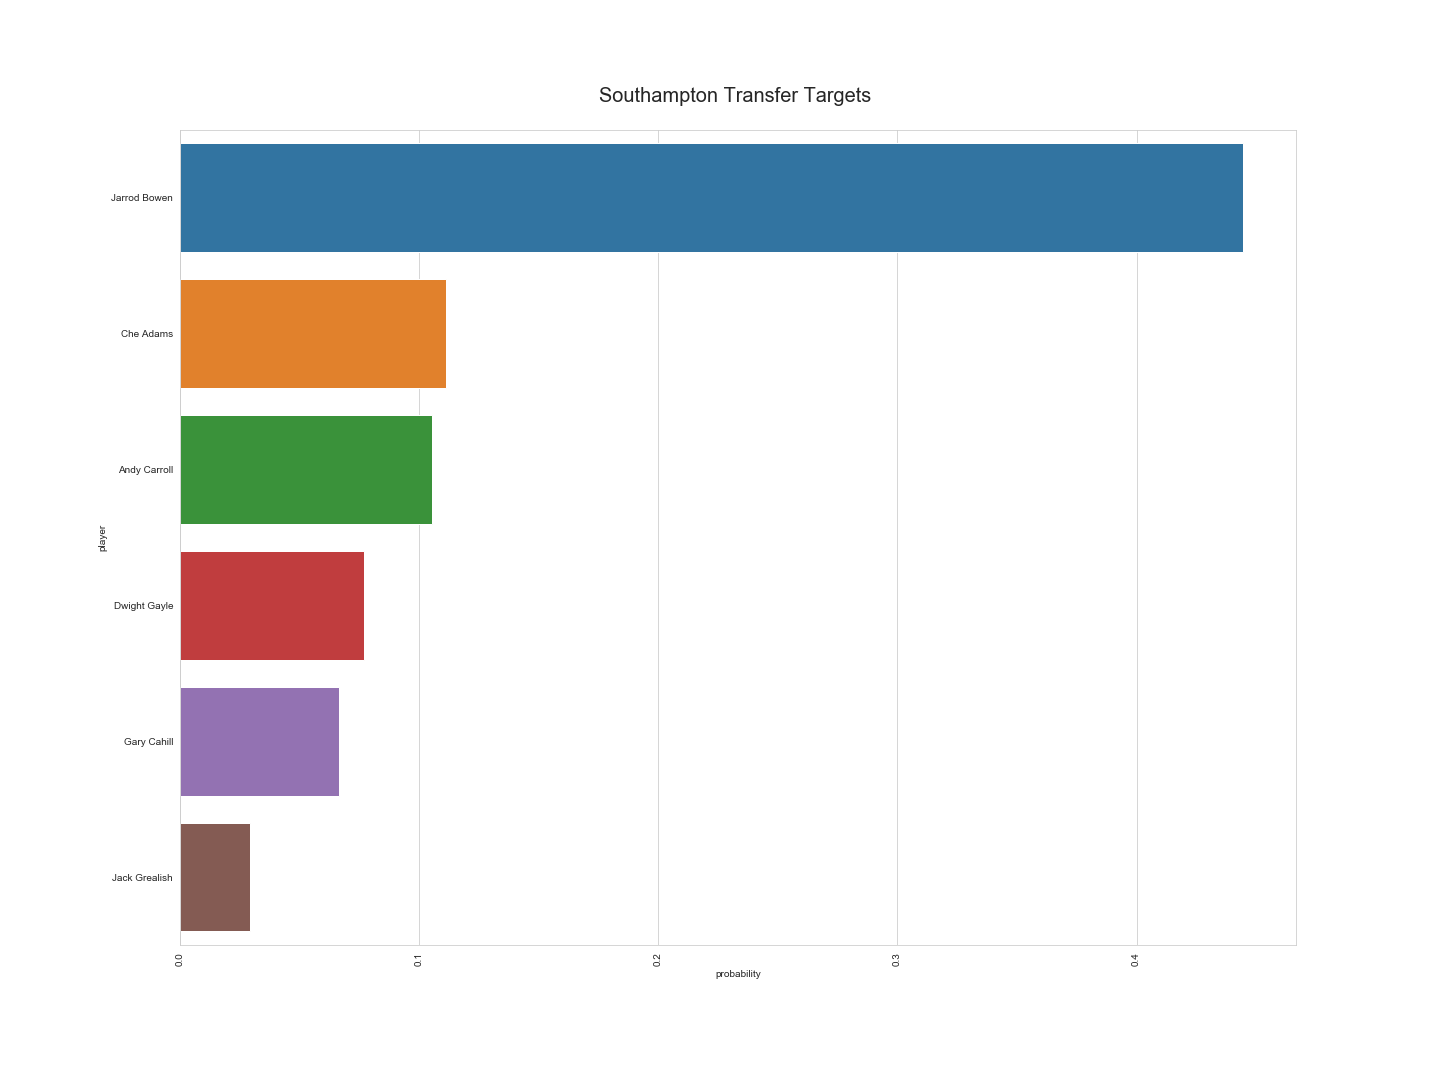 Southampton Transfer Targets
Jarrod Bowen
Che Adams
Andy Carroll
player
Dwight Gayle
Gary Cahill
Jack Grealish
0.0
0.1
0.2
0.3
0.4
probability